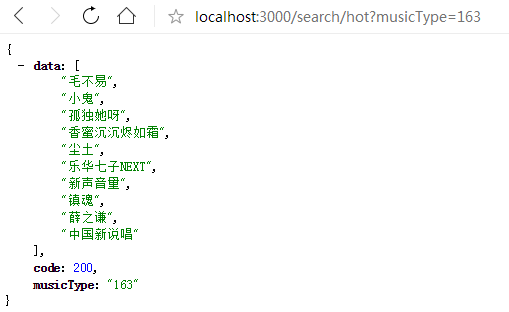 localhost:3000/search/hot?musicType=163
{
- data: [
"毛不易",
"小鬼",
"孤独她呀",
"香蜜沉沉烬如霜",
"尘土",
"乐华七子NEXT",
"新声音量",
"镇魂",
"薛之谦",
"中国新说唱"
],
code: 200,
musicType: "163"
}